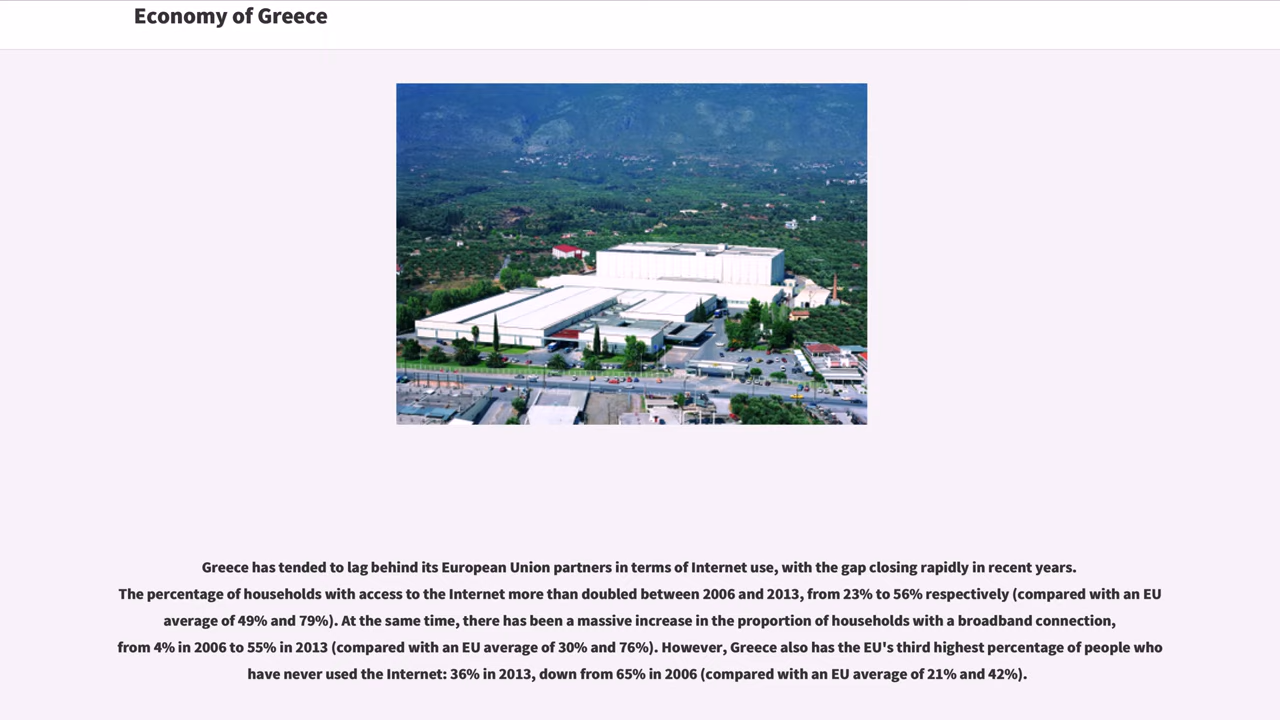 Economy of Greece
Greece has tended to lag behind its European Union partners in terms of Internet use, with the gap closing rapidly in recent years.
The percentage of households with access to the Internet more than doubled between 2006 and 2013, from 23% to 56% respectively (compared with an EU
average of 49% and 79%). At the same time, there has been a massive increase in the proportion of households with a broadband connection,
from 4% in 2006 to 55% in 2013 (compared with an EU average of 30% and 76%). However, Greece also has the EU's third highest percentage of people who
have never used the Internet: 36% in 2013, down from 65% in 2006 (compared with an EU average of 21% and 42%).